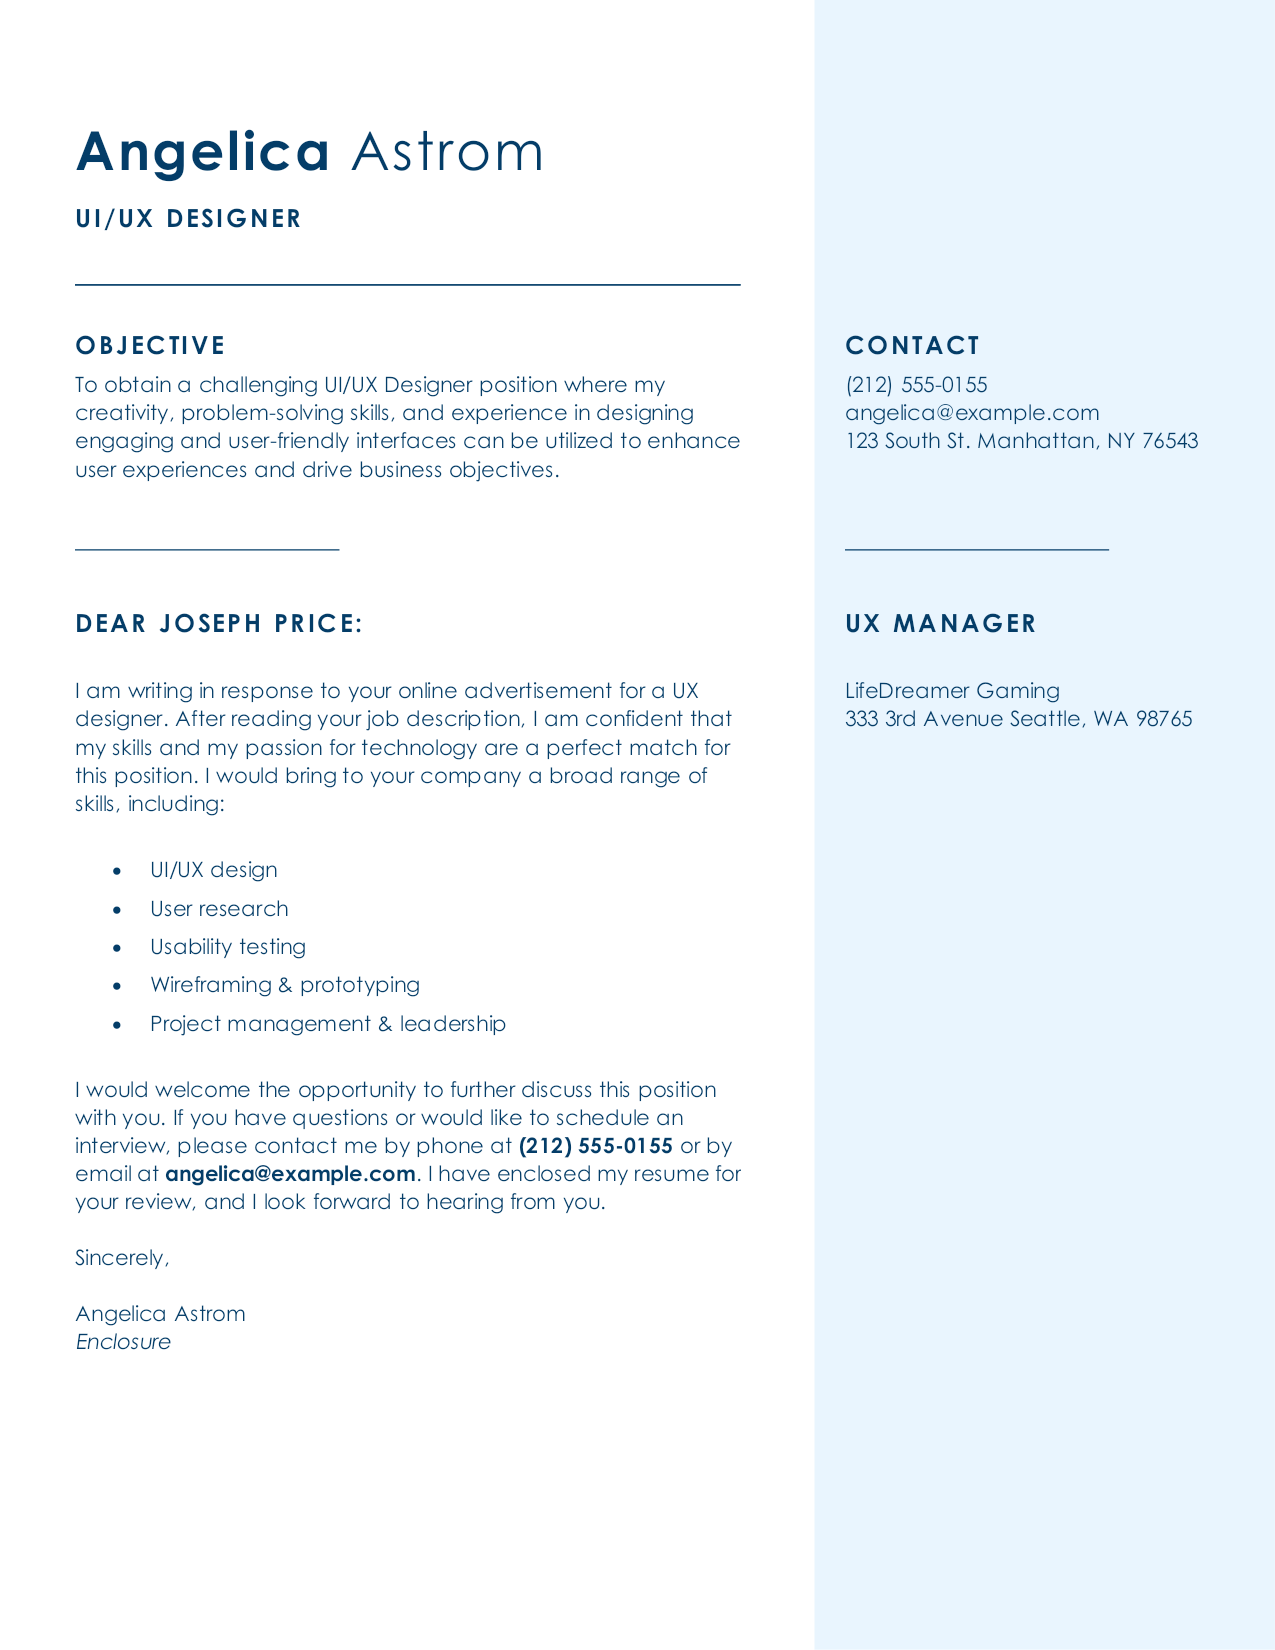 Angelica Astrom
UI/UX DESIGNER
OBJECTIVE
To obtain a challenging UI/UX Designer position where my
creativity, problem-solving skills, and experience in designing
engaging and user-friendly interfaces can be utilized to enhance
user experiences and drive business objectives.
CONTACT
(212) 555-0155
angelica@example.com
123 South St. Manhattan, NY 76543
DEAR JOSEPH PRICE:
I am writing in response to your online advertisement for a UX
designer. After reading your job description, I am confident that
my skills and my passion for technology are a perfect match for
this position. I would bring to your company a broad range of
skills, including:
• UI/UX design
• User research
• Usability testing
• Wireframing & prototyping
• Project management & leadership
I would welcome the opportunity to further discuss this position
with you. If you have questions or would like to schedule an
interview, please contact me by phone at (212) 555-0155 or by
email at angelica@example.com. I have enclosed my resume for
your review, and I look forward to hearing from you.
Sincerely,
Angelica Astrom
Enclosure
UX MANAGER
LifeDreamer Gaming
333 3rd Avenue Seattle, WA 98765